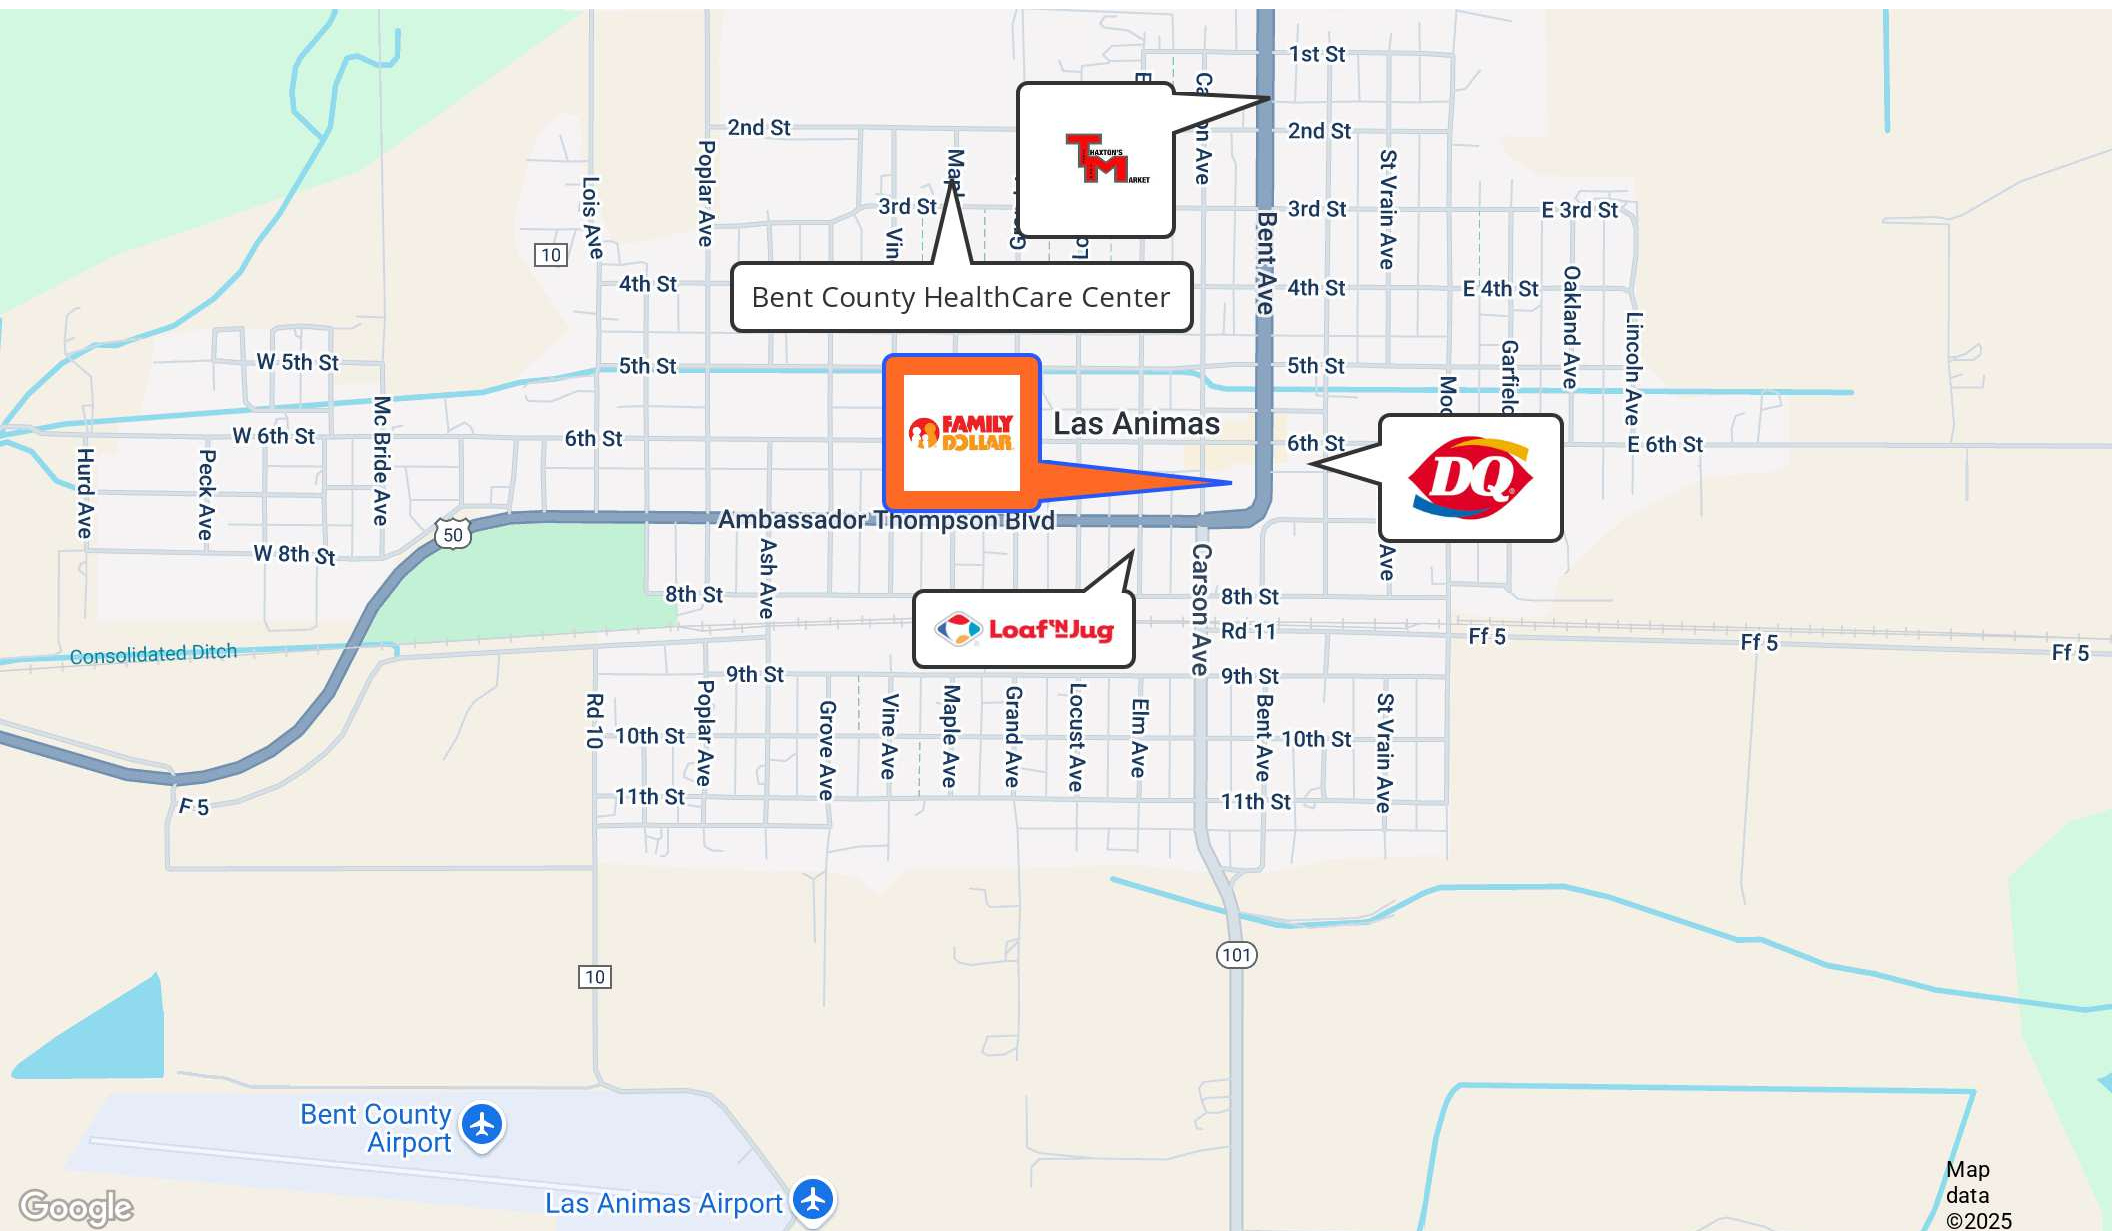 1st St
2nd St
2nd St
St Vrain Ave
THAXTON'S
MARKET
Poplar Ave
Lois Ave
3rd St
3rd St
E 3rd St
Bent Ave
10
4th St
4th St
E 4th St
Oakland Ave
Bent County HealthCare Center
Lincoln Ave
W 5th St
5th St
5th St
FAMILY
DOLLAR
Las Animas
Mc Bride Ave
W 6th St
6th St
6th St
E 6th St
DQ
Hurd Ave
Peck Ave
50
Ambassador Thompson Blvd
W 8th St
Ash Ave
Carson Ave
Ave
8th St
8th St
Loaf'NJug
Rd 11
Ff 5
Ff 5
Ff 5
Consolidated Ditch
9th St
9th St
Rd 10
Poplar Ave
Grove Ave
Vine Ave
Maple Ave
Grand Ave
Locust Ave
Elm Ave
Bent Ave
St Vrain Ave
10th St
10th St
11th St
11th St
F 5
101
10
Bent County
Airport
Las Animas Airport
Google
Map
data
©2025